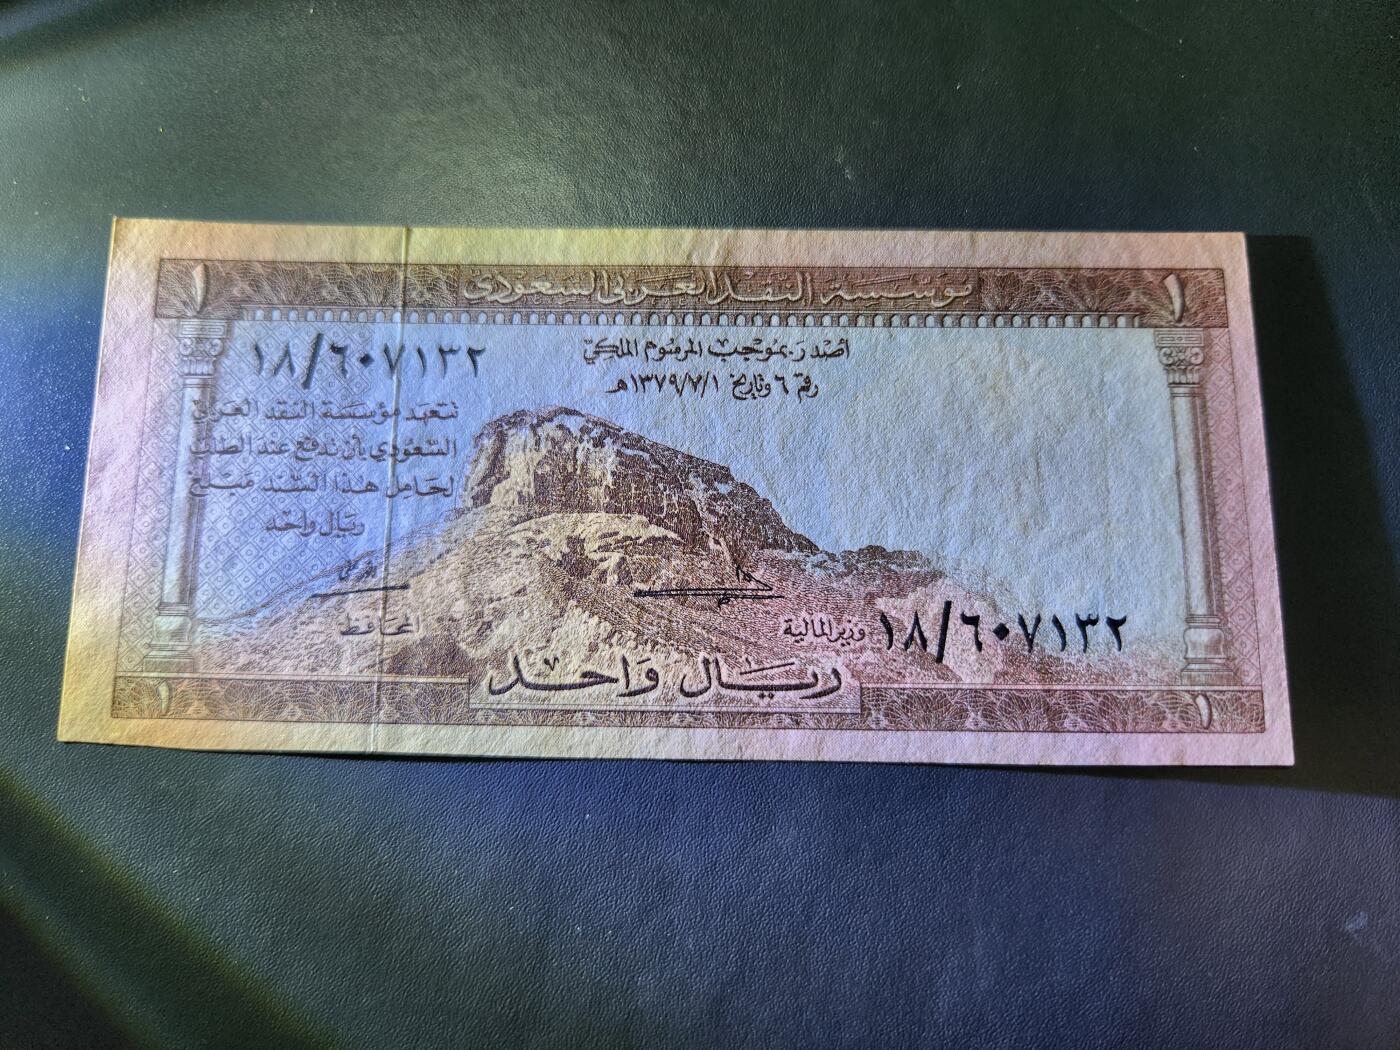 ١ مؤسسة النقد العربي السعودي ١
أصدر بموجب المرسوم الملكي
رقم ٦ وتاريخ ١٣٧٩/٧/١هـ
١٨/٦٠٧١٣٢
تتعهد مؤسسة النقد العربي
السعودي بأن تدفع عند الطلب
لحامل هذا السند مبلغ
ريال واحد
المحافظ
وزير المالية
١٨/٦٠٧١٣٢
١ ريال واحد ١